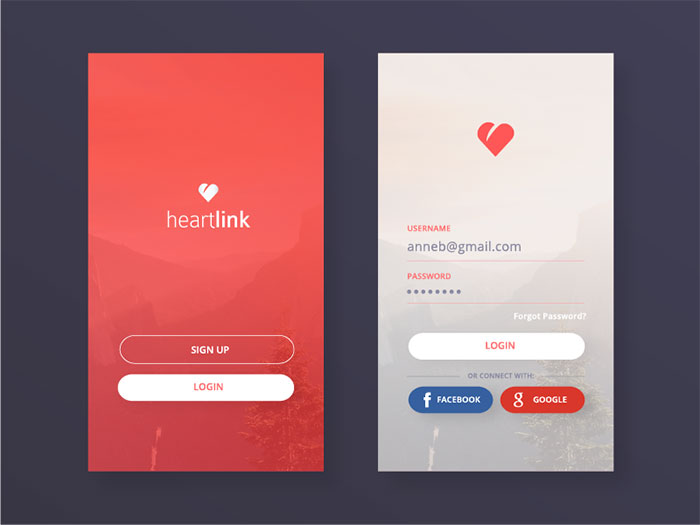 heartlink
SIGN UP
LOGIN
USERNAME
anneb@gmail.com
PASSWORD
Forgot Password?
LOGIN
OR CONNECT WITH:
f FACEBOOK
g GOOGLE